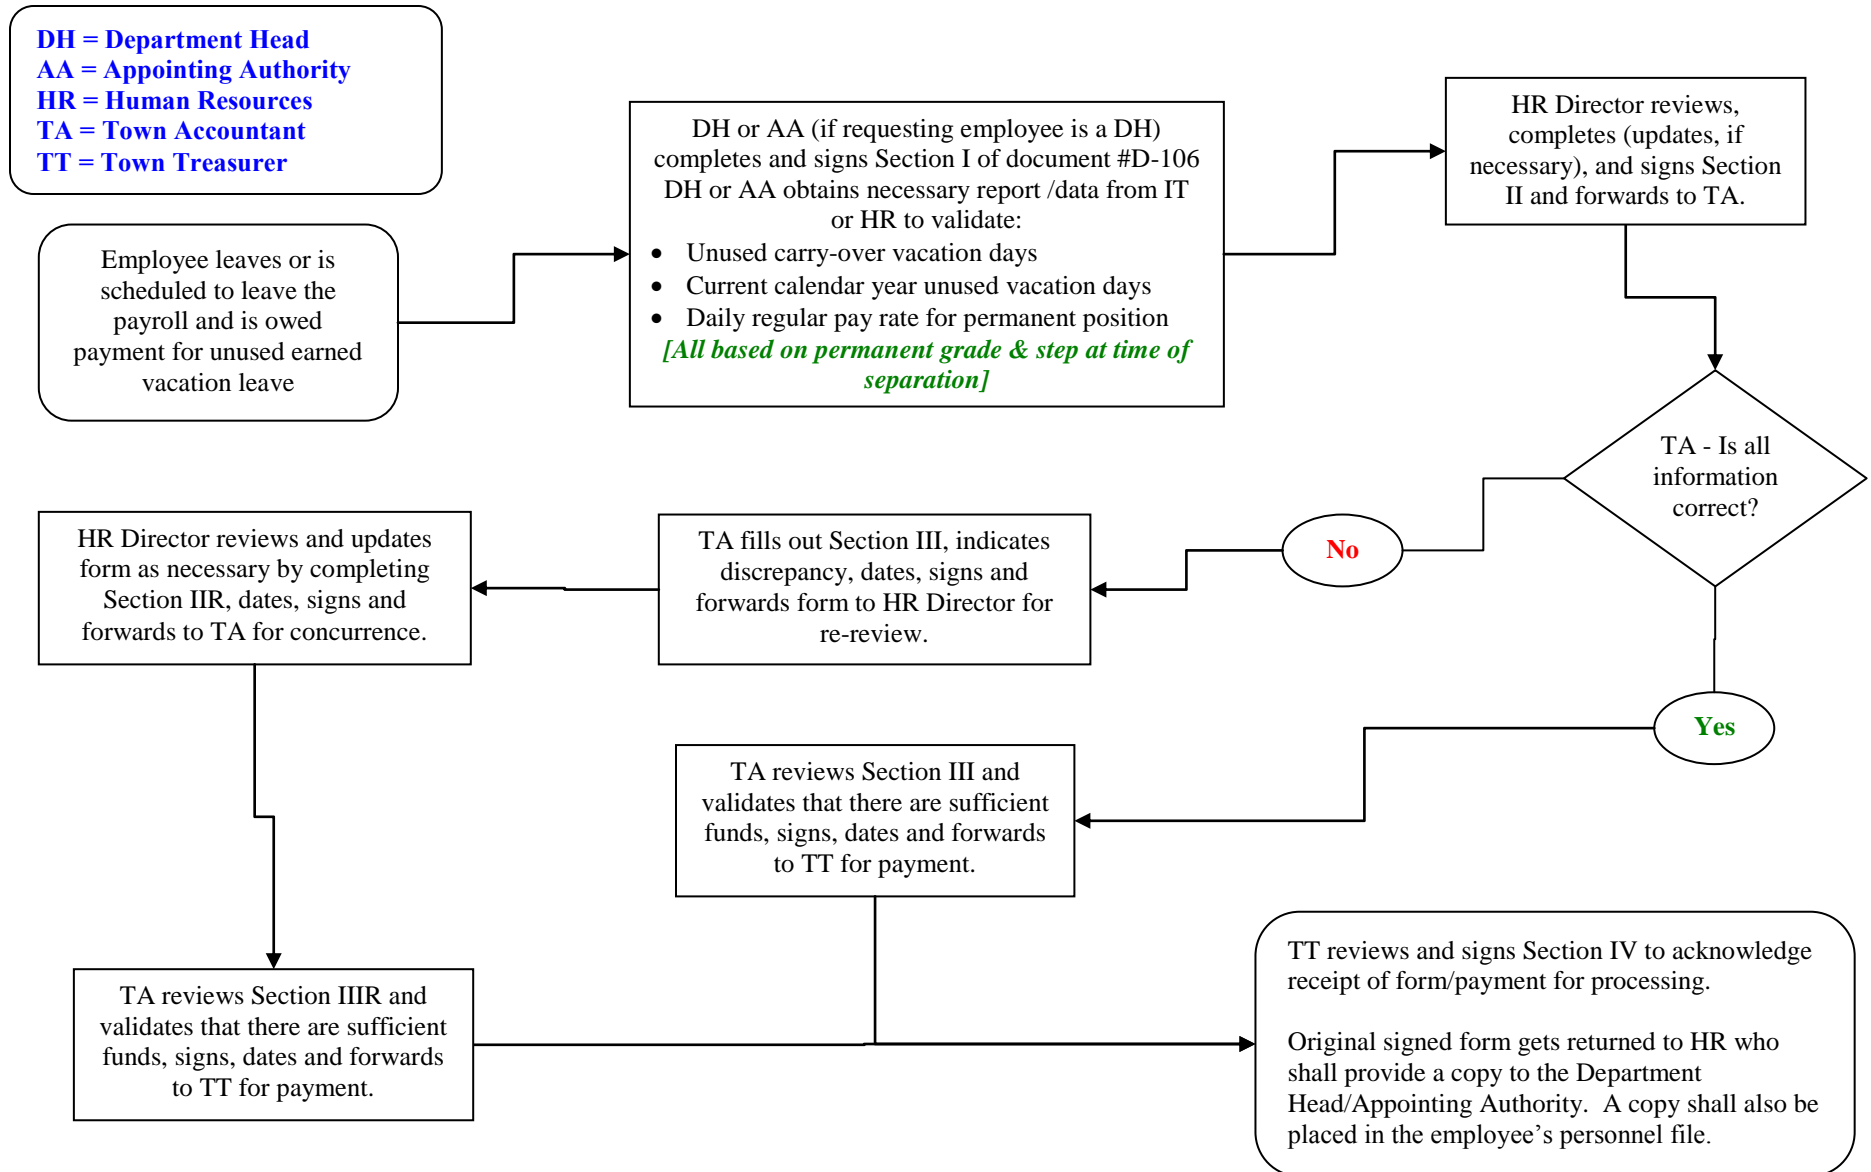 DH = Department Head
AA = Appointing Authority
HR = Human Resources
TA = Town Accountant
TT = Town Treasurer
Employee leaves or is
scheduled to leave the
payroll and is owed
payment for unused earned
vacation leave
DH or AA (if requesting employee is a DH)
completes and signs Section I of document #D-106
DH or AA obtains necessary report /data from IT
or HR to validate:
• Unused carry-over vacation days
• Current calendar year unused vacation days
• Daily regular pay rate for permanent position
[All based on permanent grade & step at time of
separation]
HR Director reviews,
completes (updates, if
necessary), and signs Section
II and forwards to TA.
TA - Is all
information
correct?
No
TA fills out Section III, indicates
discrepancy, dates, signs and
forwards form to HR Director for
re-review.
HR Director reviews and updates
form as necessary by completing
Section IIR, dates, signs and
forwards to TA for concurrence.
Yes
TA reviews Section III and
validates that there are sufficient
funds, signs, dates and forwards
to TT for payment.
TA reviews Section IIIR and
validates that there are sufficient
funds, signs, dates and forwards
to TT for payment.
TT reviews and signs Section IV to acknowledge
receipt of form/payment for processing.
Original signed form gets returned to HR who
shall provide a copy to the Department
Head/Appointing Authority.  A copy shall also be
placed in the employee’s personnel file.